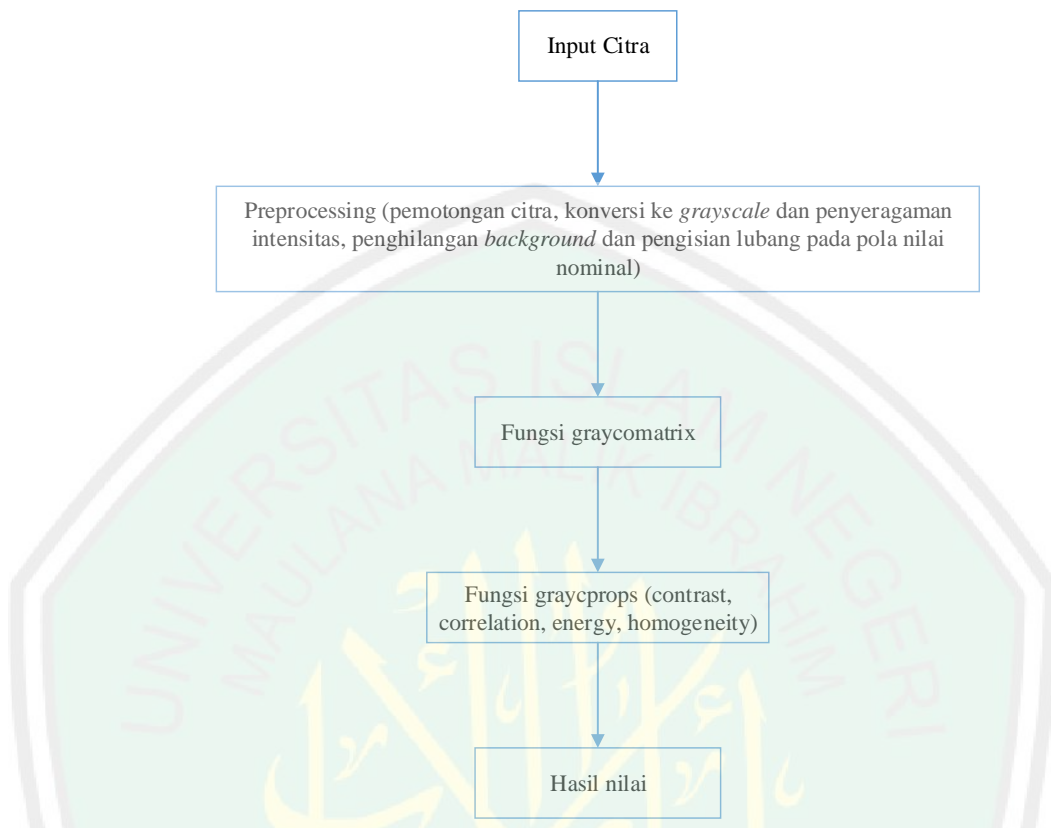 Input Citra
Preprocessing (pemotongan citra, konversi ke grayscale dan penyeragaman
intensitas, penghilangan background dan pengisian lubang pada pola nilai
nominal)
UNIVERSITAS ISLAM NEGERI
MAULANA MALIK IBRAHIM
Fungsi graycomatrix
Fungsi graycprops (contrast,
correlation, energy, homogeneity)
Hasil nilai